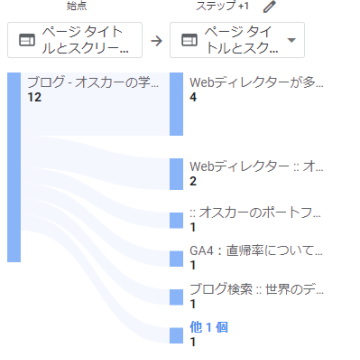 始点
ステップ +1
ページ タイト
ルとスクリー...
ページ タイ
トルとスク...
ブログ - オスカーの学...
12
Webディレクターが多...
4
Webディレクター :: オ...
2
:: オスカーのポートフ...
1
GA4：直帰率について...
1
ブログ検索 :: 世界のデ...
1
他 1 個
1